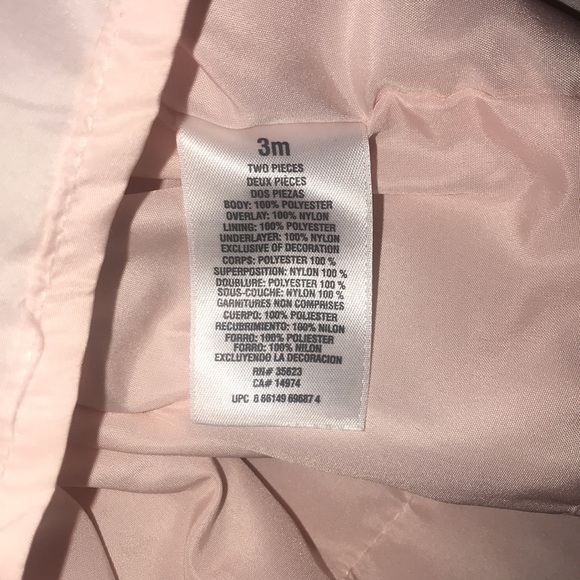 3m
TWO PIECES
DEUX PIÈCES
DOS PIEZAS
BODY: 100% POLYESTER
OVERLAY: 100% NYLON
LINING: 100% POLYESTER
UNDERLAYER: 100% NYLON
EXCLUSIVE OF DECORATION
CORPS: POLYESTER 100 %
SUPERPOSITION: NYLON 100 %
DOUBLURE: POLYESTER 100 %
SOUS-COUCHE: NYLON 100 %
GARNITURES NON COMPRISES
CUERPO: 100% POLIESTER
RECUBRIMIENTO: 100% NILON
FORRO: 100% POLIESTER
FORRO: 100% NILON
EXCLUYENDO LA DECORACION
RN# 35623
CA# 14974
UPC 8 86149 69687 4